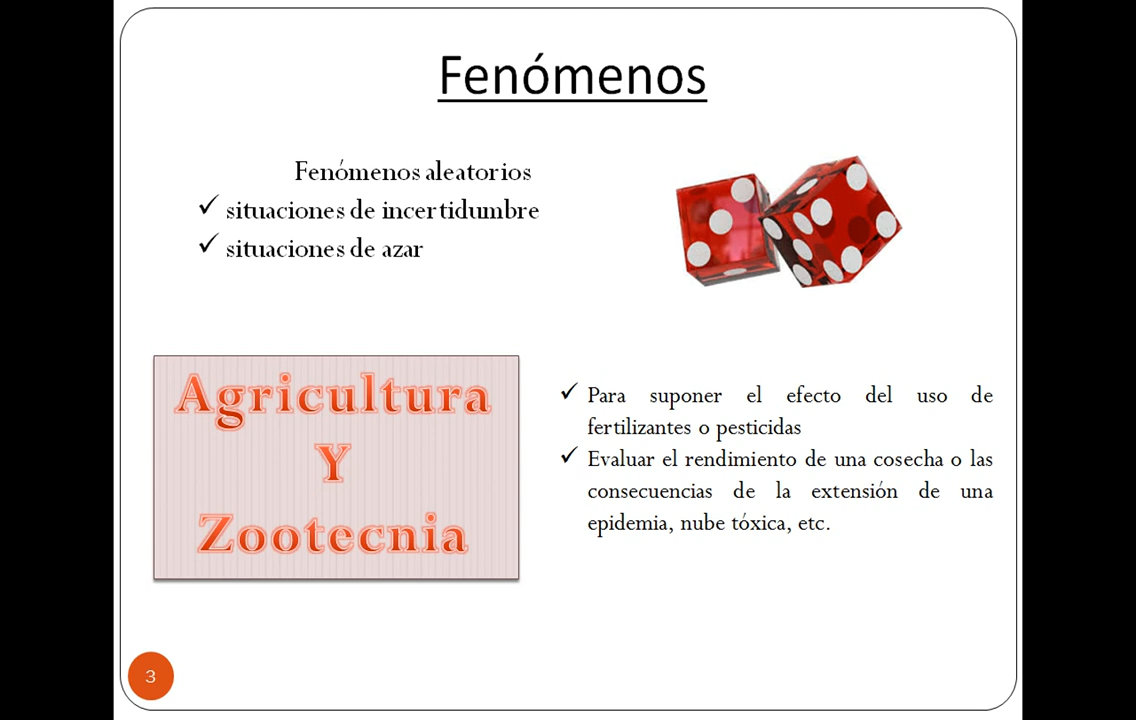 Fenómenos
Fenómenos aleatorios
✓ situaciones de incertidumbre
✓ situaciones de azar
Agricultura
Y
Zootecnia
✓ Para suponer el efecto del uso de
fertilizantes o pesticidas
✓ Evaluar el rendimiento de una cosecha o las
consecuencias de la extensión de una
epidemia, nube tóxica, etc.
3